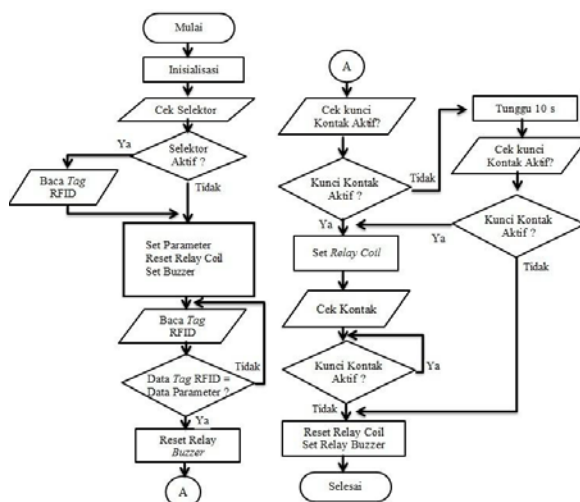 Mulai
Inisialisasi
Cek Selektor
Ya
Selektor
Aktif ?
Baca Tag
RFID
Tidak
Set Parameter
Reset Relay Coil
Set Buzzer
Baca Tag
RFID
Tidak
Data Tag RFID =
Data Parameter ?
Ya
Reset Relay
Buzzer
A
A
Cek kunci
Kontak Aktif?
Kunci Kontak
Aktif ?
Tidak
Tunggu 10 s
Cek kunci
Kontak Aktif?
Kunci Kontak
Aktif ?
Ya
Ya
Tidak
Set Relay Coil
Cek Kontak
Kunci Kontak
Aktif ?
Ya
Tidak
Reset Relay Coil
Set Relay Buzzer
Selesai